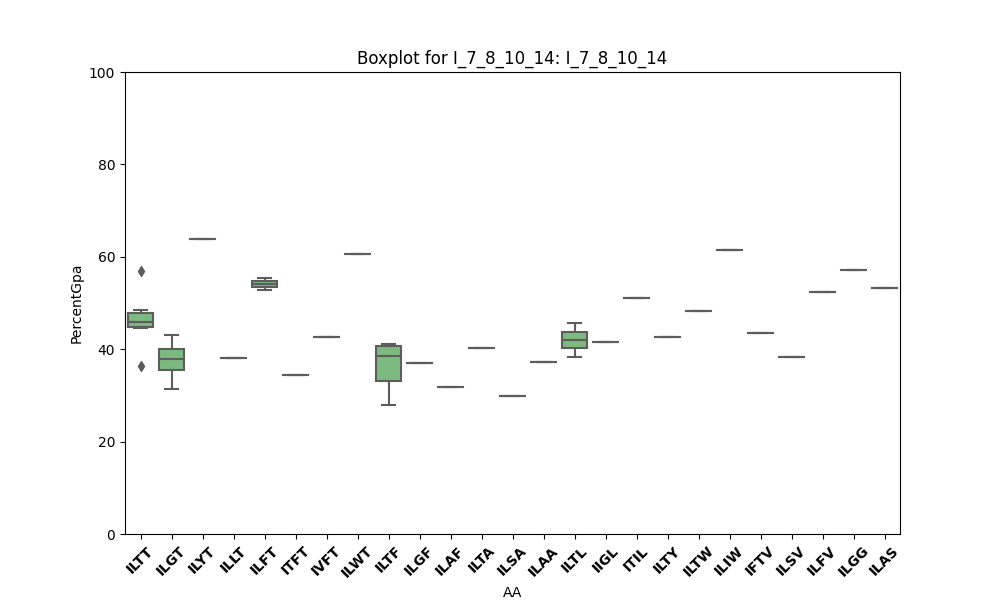 Boxplot for I_7_8_10_14: I_7_8_10_14
100
80
60
40
20
0
PercentGpa
ILTT ILGT ILYT ILLT ILFT ITFT IVFT ILWT ILTF ILGF ILAF ILTA ILSA ILAA ILTL IIGL ITIL ILTY ILTW ILIW IFTV ILSV ILFV ILGG ILAS
AA